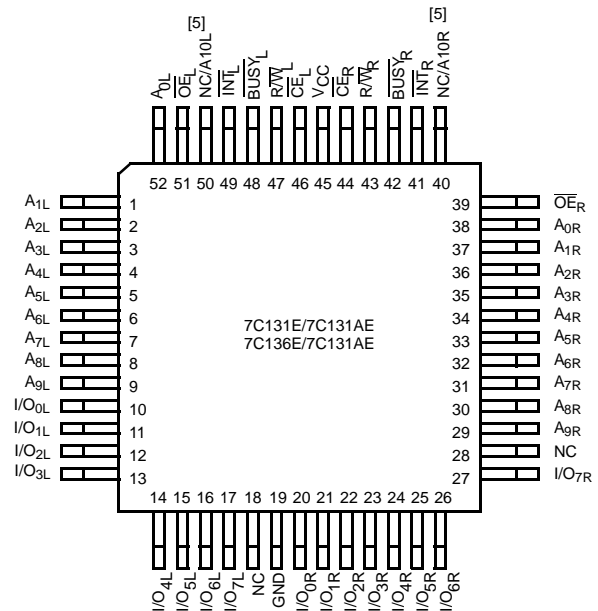 [5] [5]
A0L OEL NC/A10L INTL BUSYL R/WL CEL VCC CER R/WR BUSYR INTR NC/A10R
52 51 50 49 48 47 46 45 44 43 42 41 40
A1L 1 39 OER
A2L 2 38 A0R
A3L 3 37 A1R
A4L 4 36 A2R
A5L 5 35 A3R
A6L 6 34 A4R
7C131E/7C131AE
A7L 7 33 A5R
7C136E/7C131AE
A8L 8 32 A6R
A9L 9 31 A7R
I/O0L 10 30 A8R
I/O1L 11 29 A9R
I/O2L 12 28 NC
I/O3L 13 27 I/O7R
14 15 16 17 18 19 20 21 22 23 24 25 26
I/O4L I/O5L I/O6L I/O7L NC GND I/O0R I/O1R I/O2R I/O3R I/O4R I/O5R I/O6R